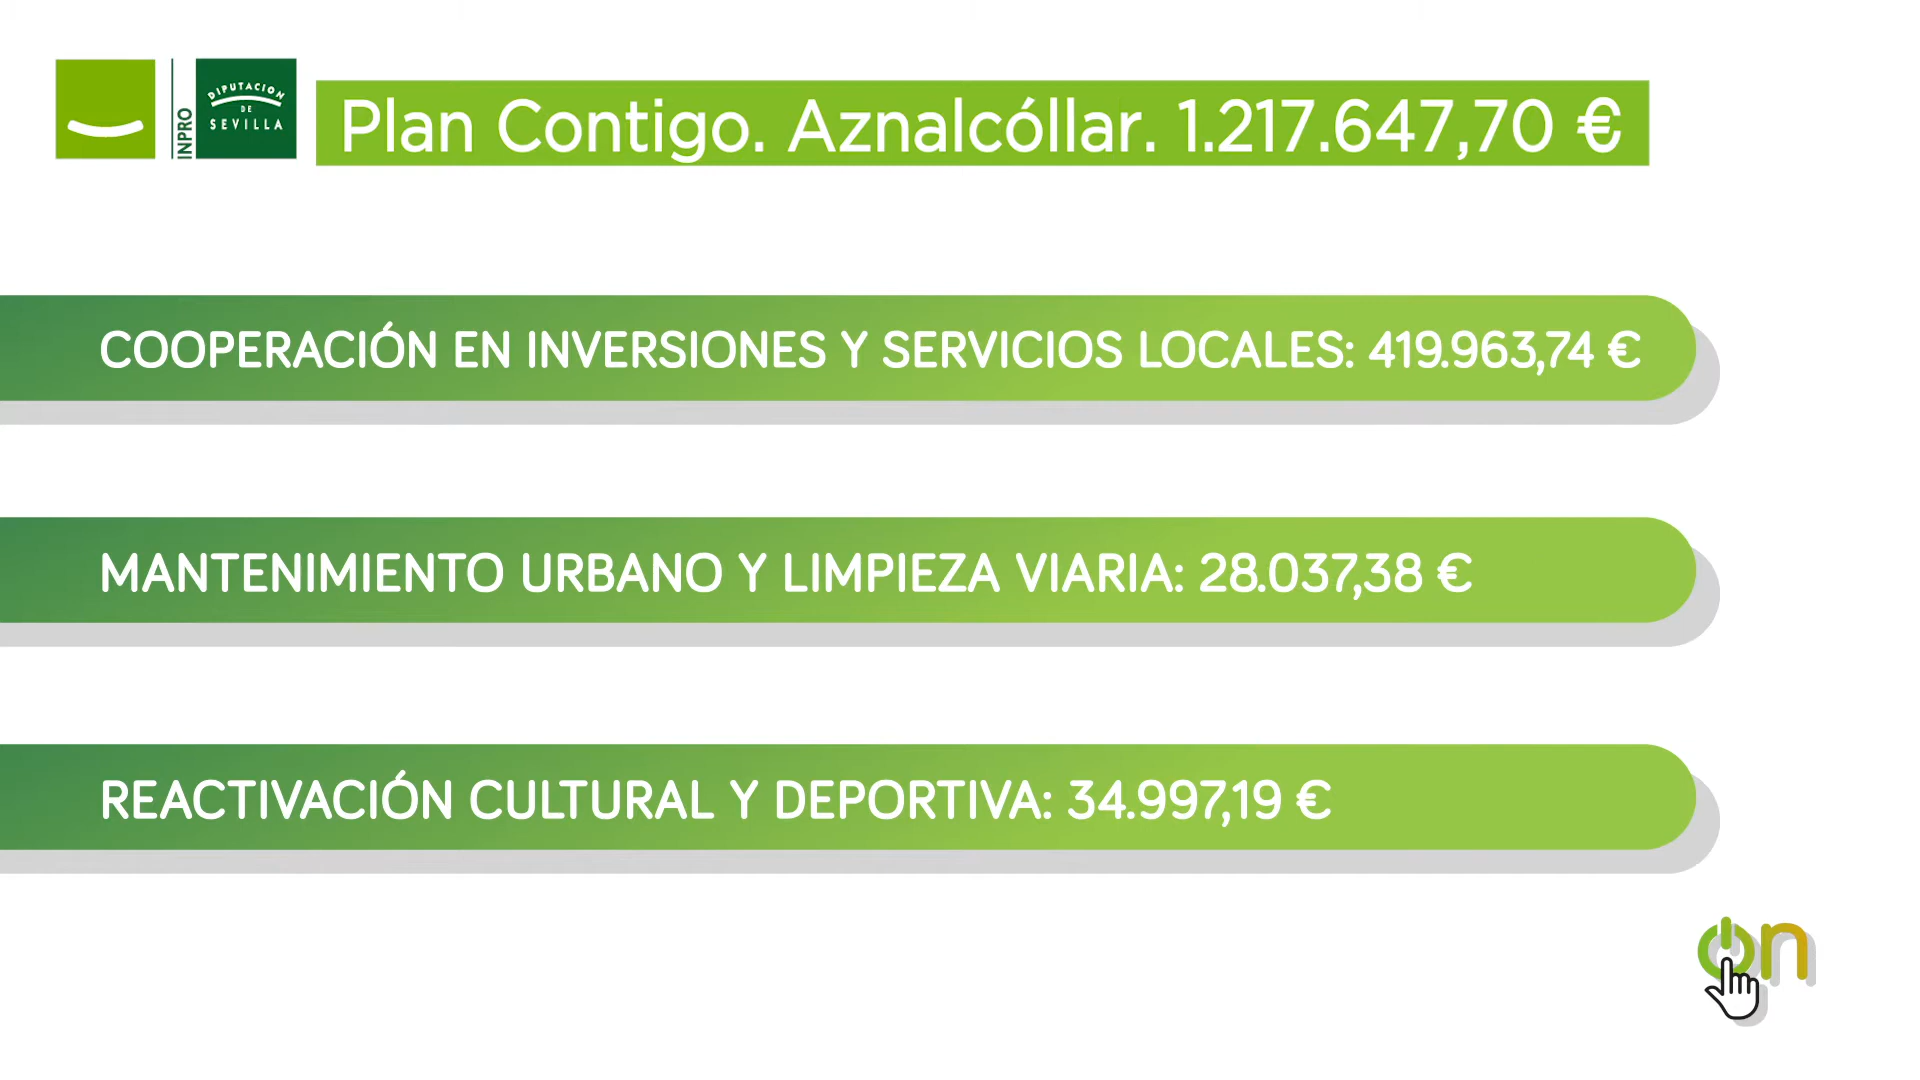 INPRO
DIPUTACION
DE
SEVILLA
Plan Contigo. Aznalcóllar. 1.217.647,70 €
COOPERACIÓN EN INVERSIONES Y SERVICIOS LOCALES: 419.963,74 €
MANTENIMIENTO URBANO Y LIMPIEZA VIARIA: 28.037,38 €
REACTIVACIÓN CULTURAL Y DEPORTIVA: 34.997,19 €
on